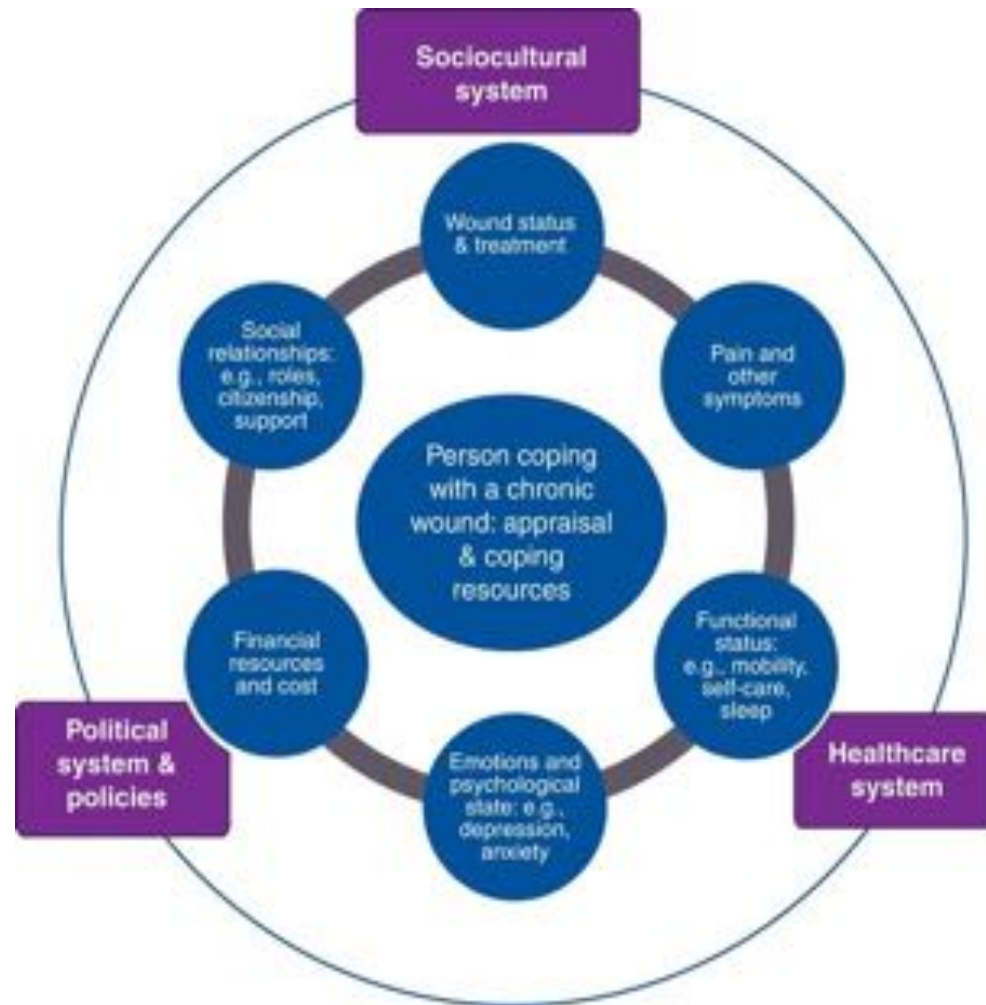 Sociocultural
system
Wound status
& treatment
Social
relationships:
e.g., roles,
citizenship,
support
Pain and
other
symptoms
Person coping
with a chronic
wound: appraisal
& coping
resources
Financial
resources
and cost
Functional
status:
e.g., mobility,
self-care,
sleep
Political
system &
policies
Emotions and
psychological
state: e.g.,
depression,
anxiety
Healthcare
system